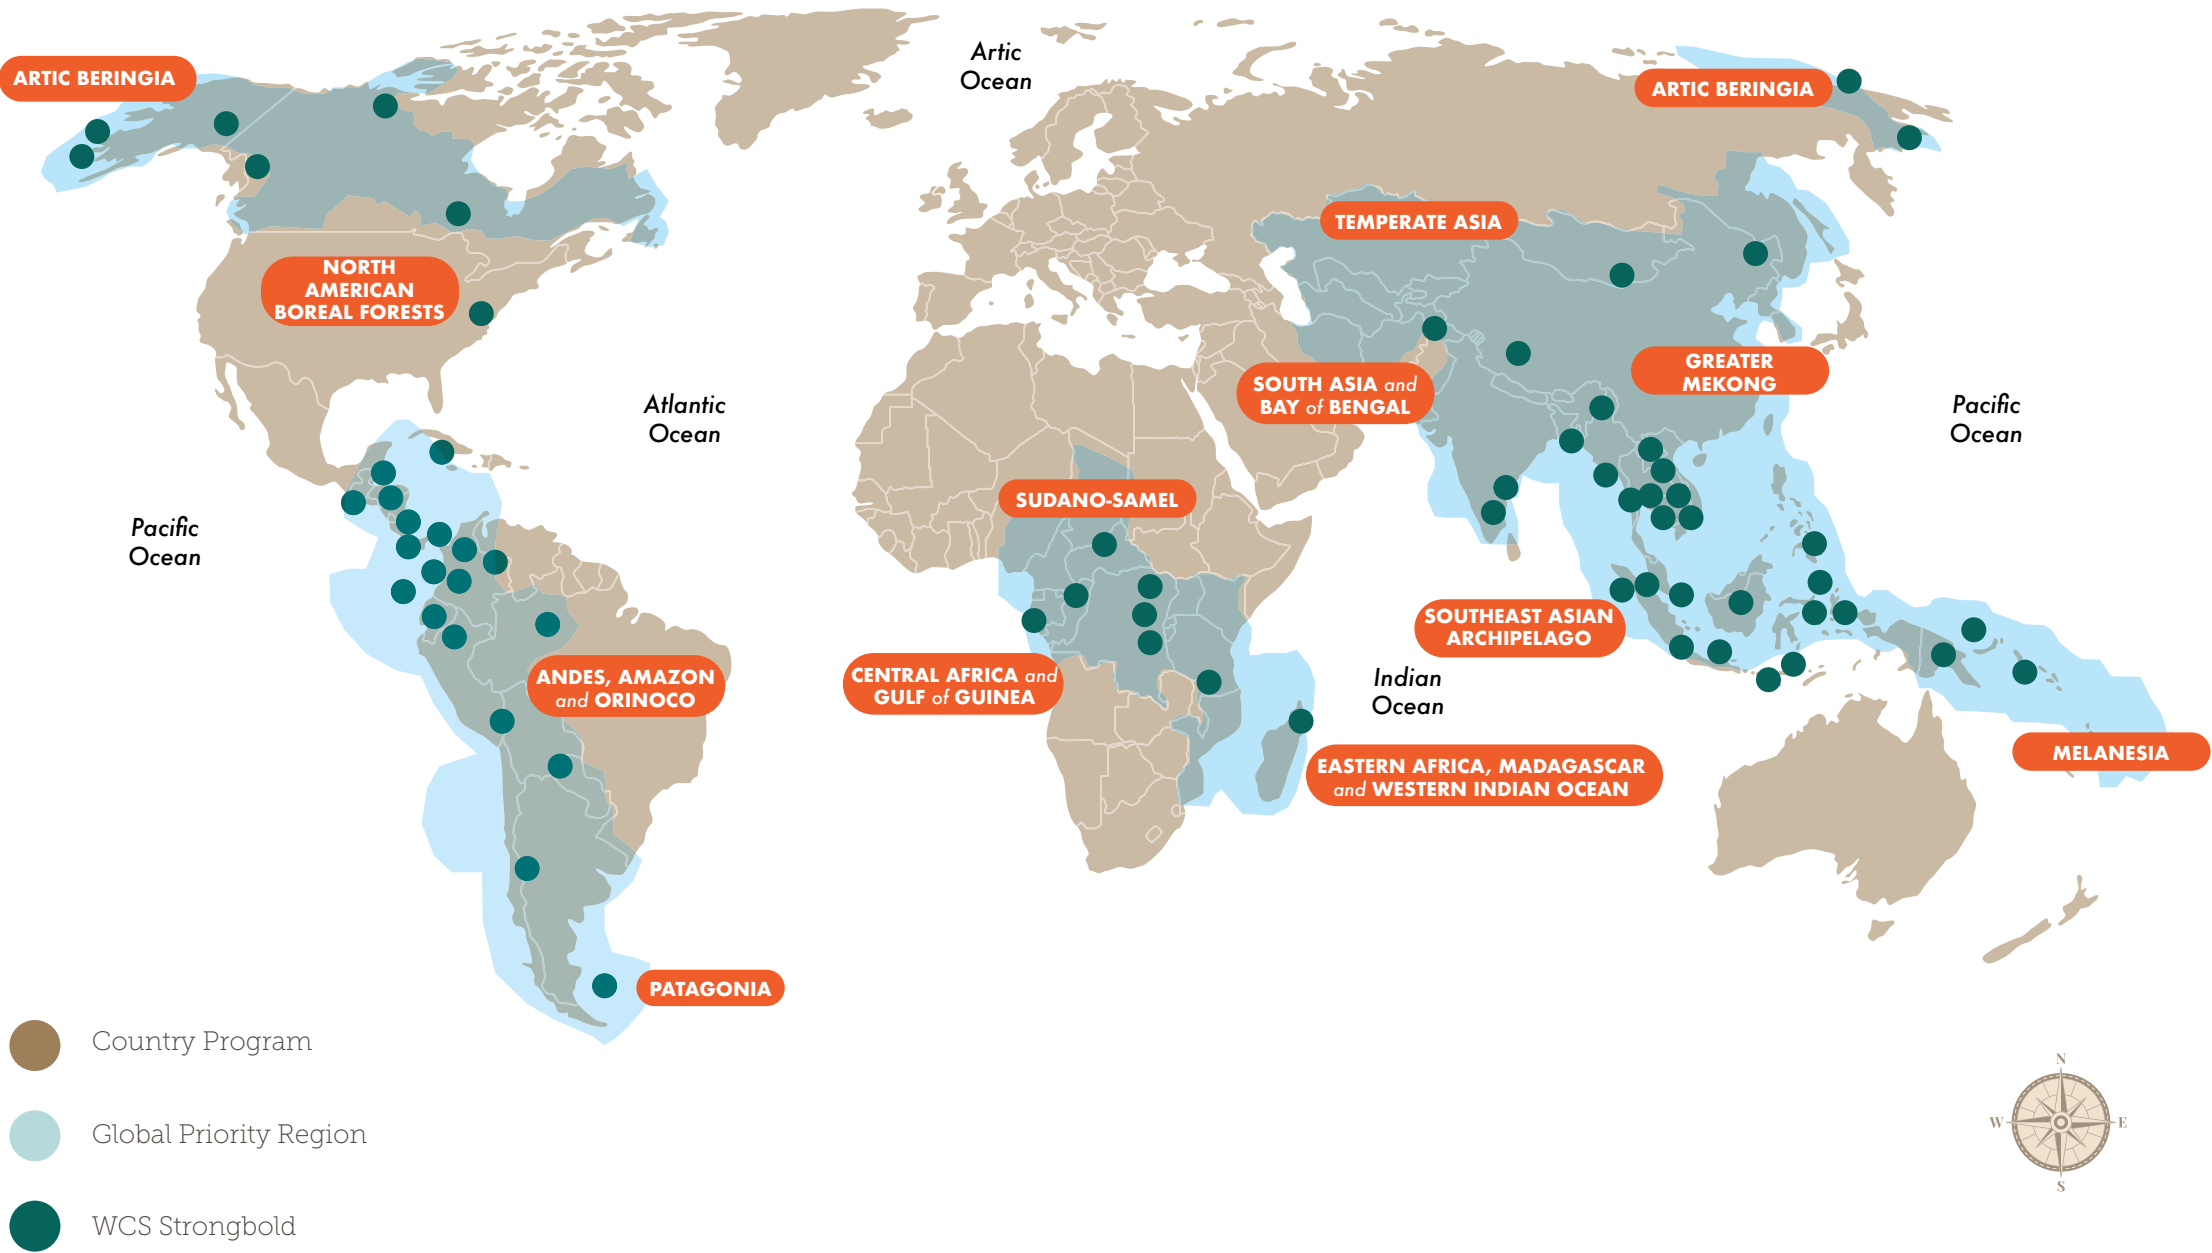 Artic
Ocean
ARTIC BERINGIA
ARTIC BERINGIA
TEMPERATE ASIA
NORTH
AMERICAN
BOREAL FORESTS
GREATER
MEKONG
SOUTH ASIA and
BAY of BENGAL
Atlantic
Ocean
Pacific
Ocean
SUDANO-SAMEL
Pacific
Ocean
SOUTHEAST ASIAN
ARCHIPELAGO
ANDES, AMAZON
and ORINOCO
CENTRAL AFRICA and
GULF of GUINEA
Indian
Ocean
MELANESIA
EASTERN AFRICA, MADAGASCAR
and WESTERN INDIAN OCEAN
PATAGONIA
Country Program
Global Priority Region
WCS Strongbold
N
W
E
S